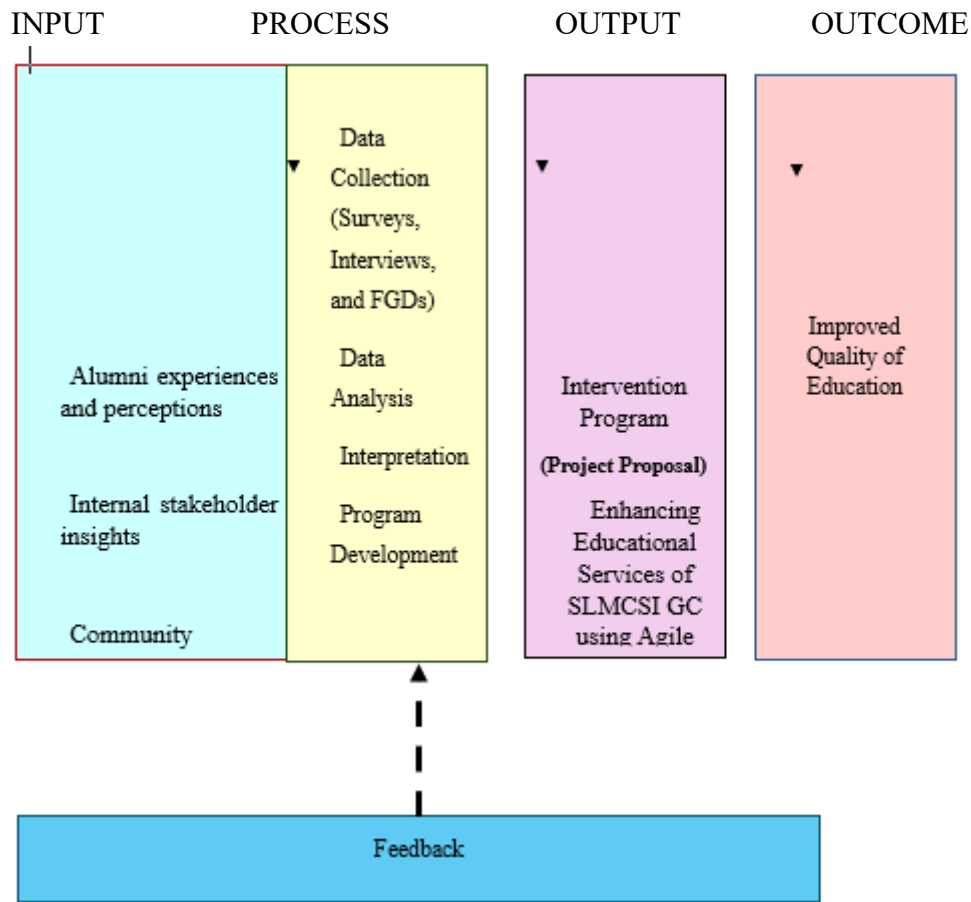 INPUT PROCESS OUTPUT OUTCOME
Alumni experiences
and perceptions
Internal stakeholder
insights
Community
Data
Collection
(Surveys,
Interviews,
and FGDs)
Data
Analysis
Interpretation
Program
Development
Intervention
Program
(Project Proposal)
Enhancing
Educational
Services of
SLMCSI GC
using Agile
Improved
Quality of
Education
Feedback